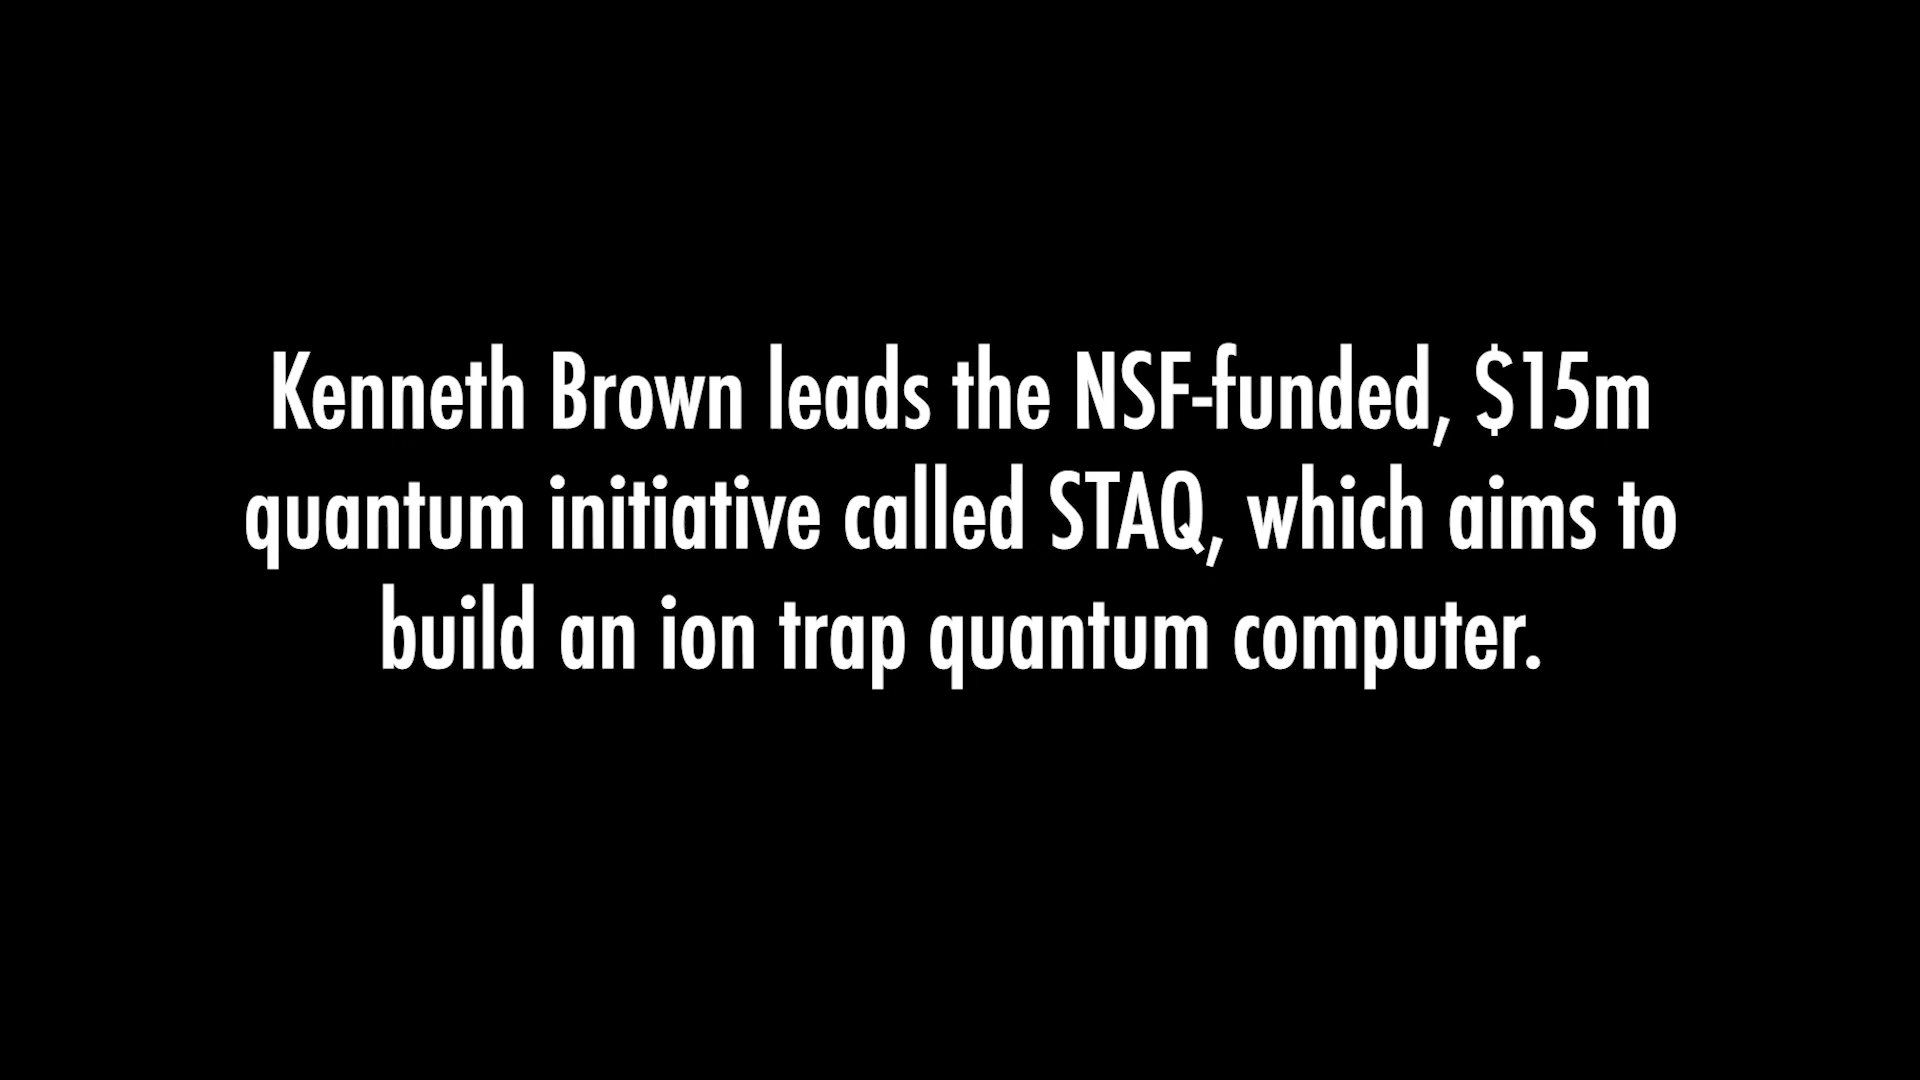 Kenneth Brown leads the NSF-funded, $15m
quantum initiative called STAQ, which aims to
build an ion trap quantum computer.